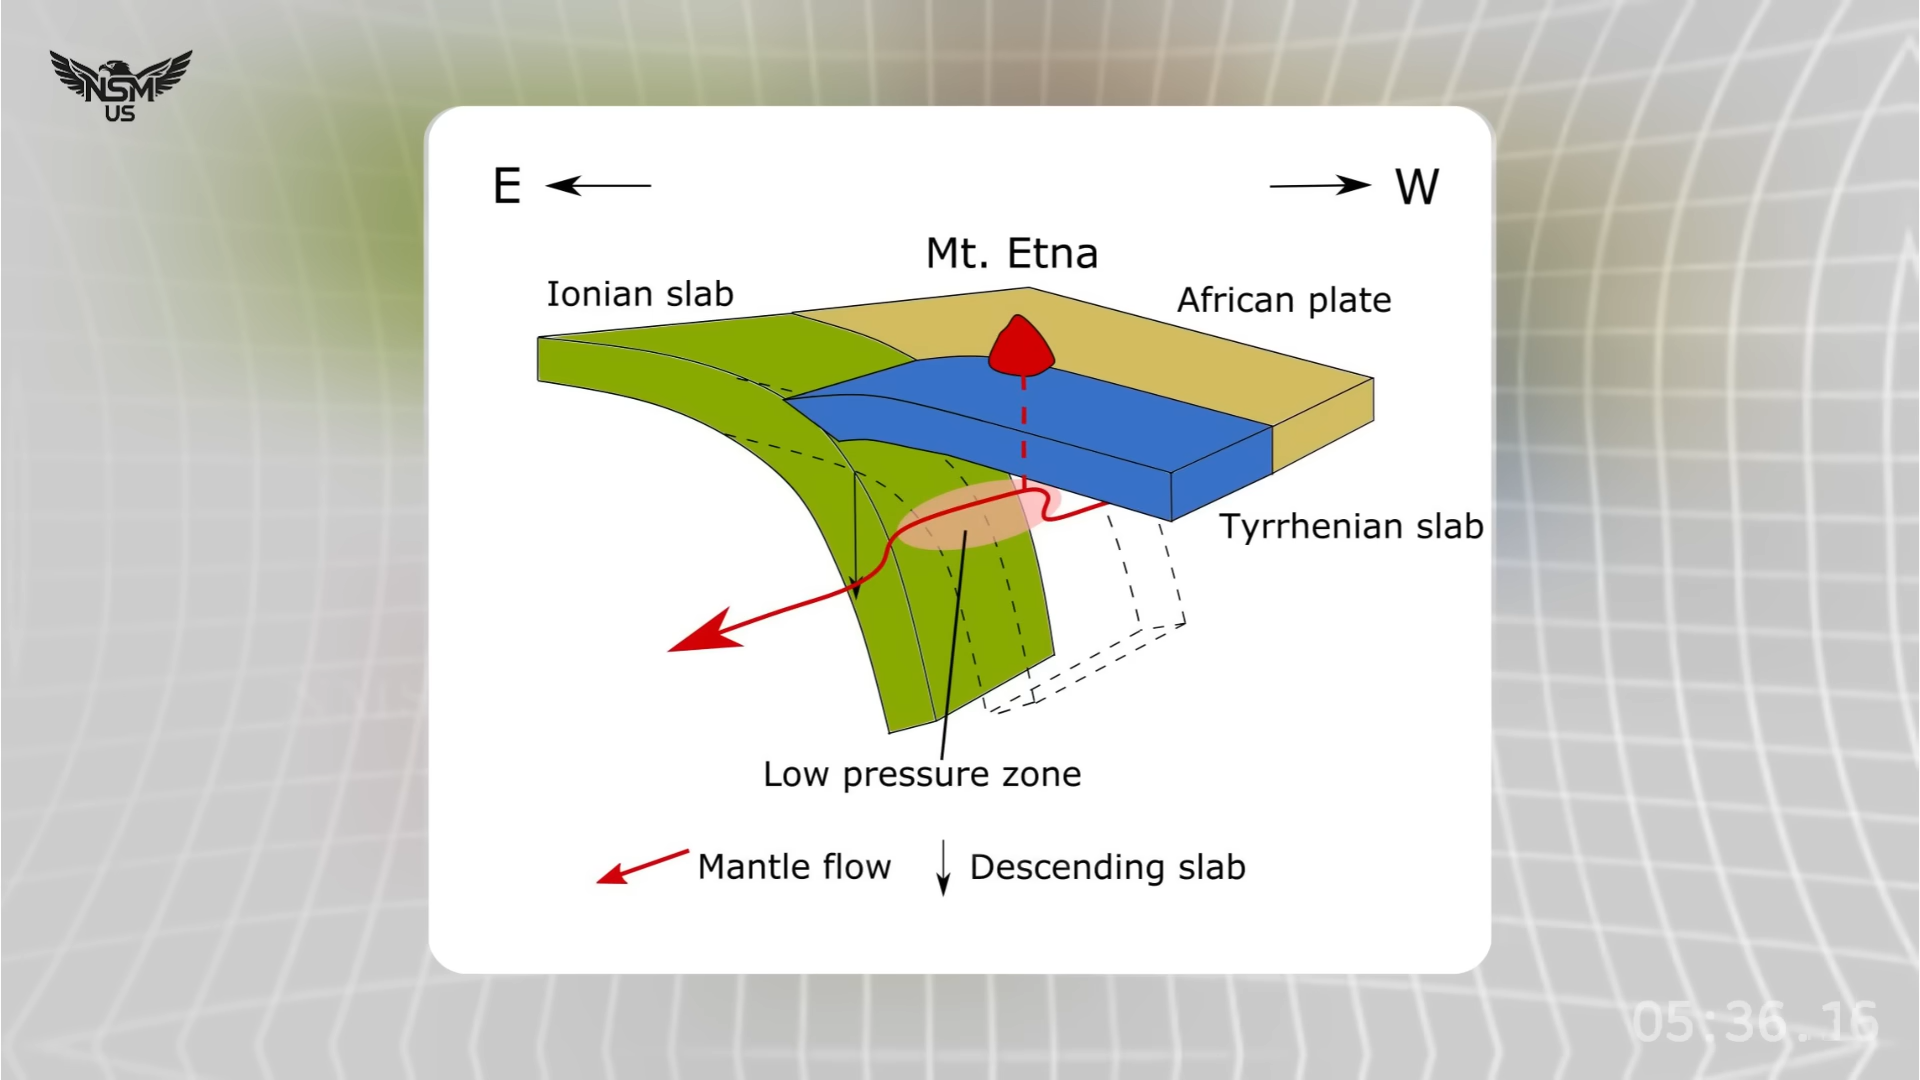 NSM
US
E
W
Mt. Etna
Ionian slab
African plate
Tyrrhenian slab
Low pressure zone
Mantle flow
Descending slab
05:36.16